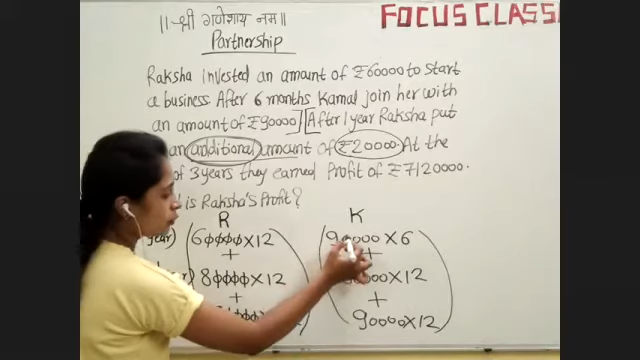 ||श्री गणेशाय नम||
FOCUS CLASS
Partnership
Raksha invested an amount of ₹60000 to start
a business After 6 months Kamal join her with
an amount of ₹90000][After 1 year Raksha put
an additional amount of ₹20000 At the
of 3 years they earned Profit of ₹7120000.
is Raksha's Profit?
R K
year) (60000×12 (90000×6
+ +
80000×12 0000×12
+ +
×12 90000×12)